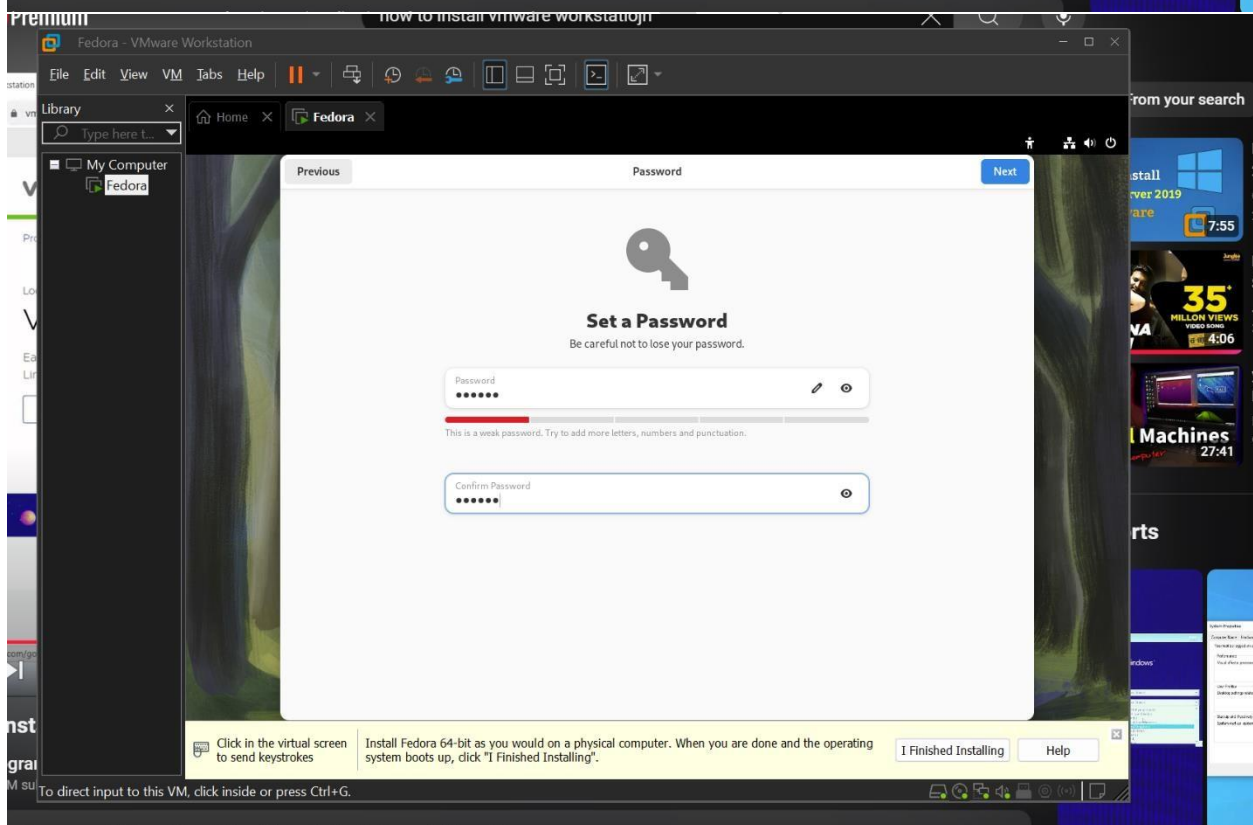 Premium
how to install vmware workstatiojn
Fedora - VMware Workstation
File Edit View VM Tabs Help
Library
Type here t...
My Computer
Fedora
Home
Fedora
Previous
Password
Next
Set a Password
Be careful not to lose your password.
Password
●●●●●●
This is a weak password. Try to add more letters, numbers and punctuation.
Confirm Password
●●●●●●
Click in the virtual screen
to send keystrokes
Install Fedora 64-bit as you would on a physical computer. When you are done and the operating
system boots up, click "I Finished Installing".
I Finished Installing
Help
To direct input to this VM, click inside or press Ctrl+G.
From your search
stall
ver 2019
are
7:55
35+
MILLON VIEWS
VIDEO SONG
4:06
l Machines
27:41
rts
indows